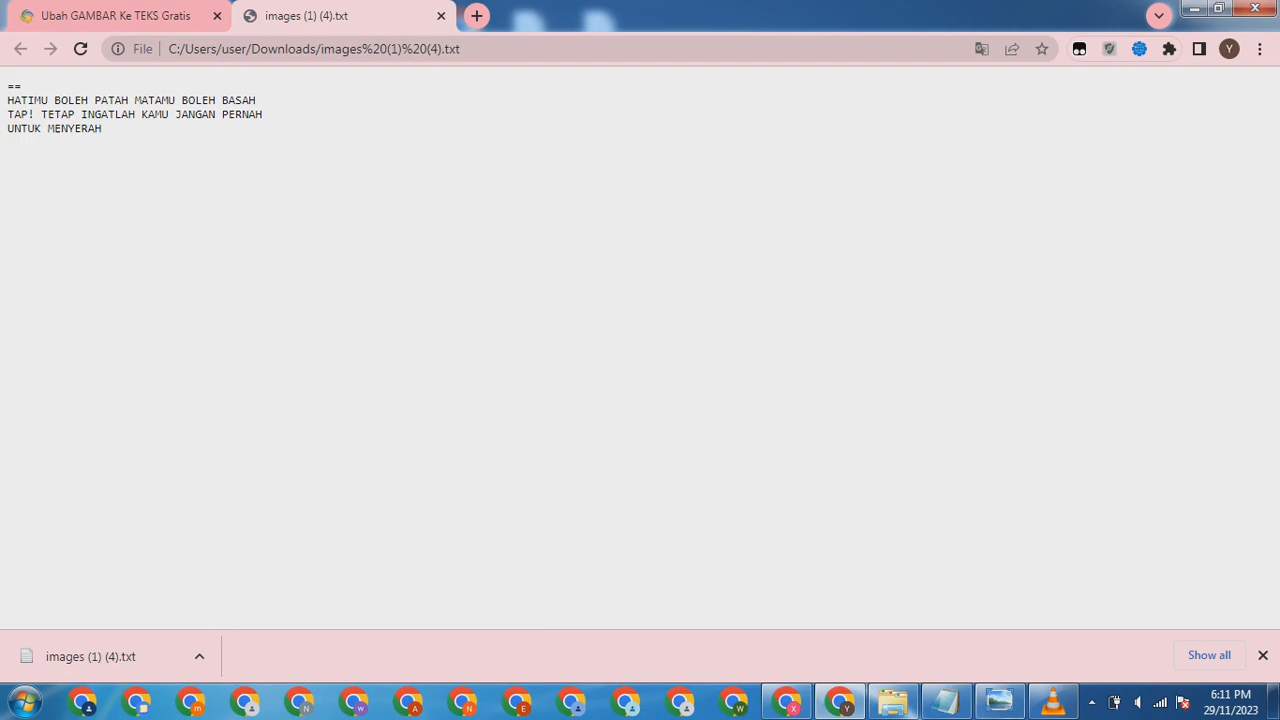 Ubah GAMBAR Ke TEKS Gratis
images (1) (4).txt
File
C:/Users/user/Downloads/images%20(1)%20(4).txt
Y
==
HATIMU BOLEH PATAH MATAMU BOLEH BASAH
TAP! TETAP INGATLAH KAMU JANGAN PERNAH
UNTUK MENYERAH
images (1) (4).txt
Show all
6:11 PM
29/11/2023